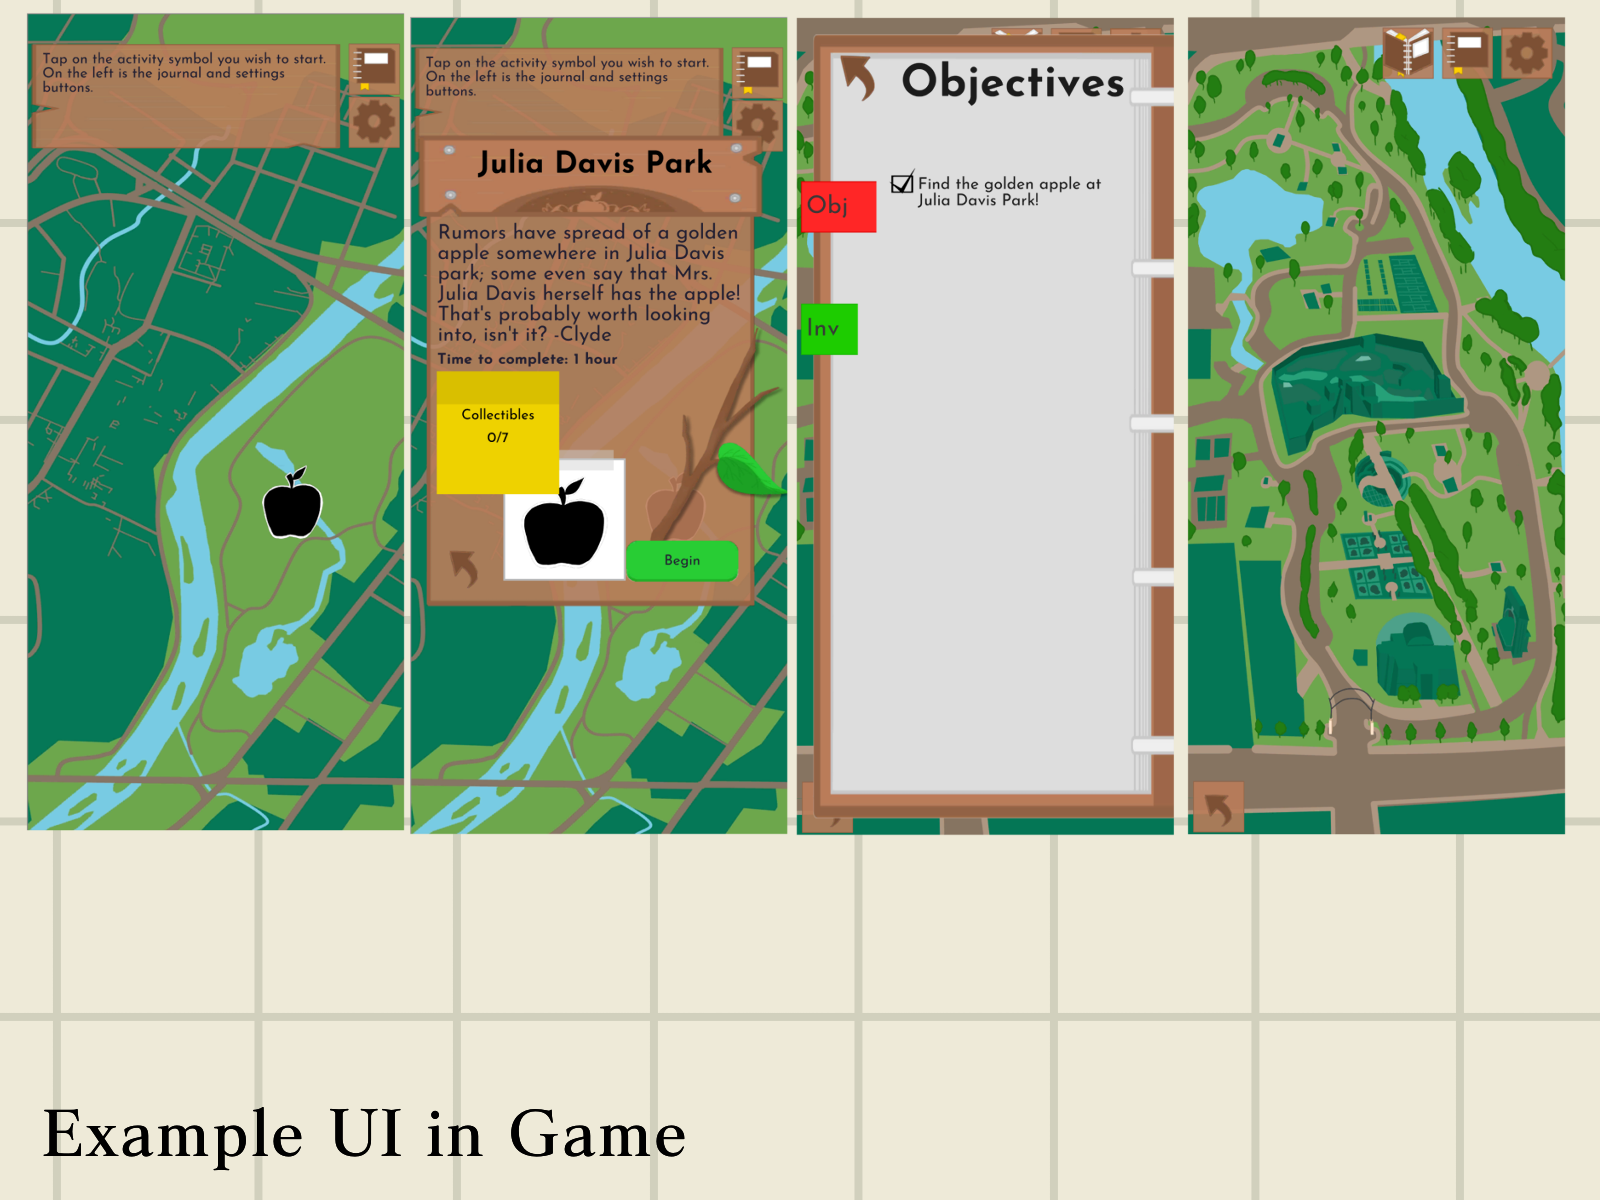 Tap on the activity symbol you wish to start.
On the left is the journal and settings
buttons.
Tap on the activity symbol you wish to start.
On the left is the journal and settings
buttons.
Julia Davis Park
Rumors have spread of a golden
apple somewhere in Julia Davis
park; some even say that Mrs.
Julia Davis herself has the apple!
That's probably worth looking
into, isn't it? -Clyde
Time to complete: 1 hour
Collectibles
0/7
Begin
Objectives
Obj
Find the golden apple at
Julia Davis Park!
Inv
Example UI in Game